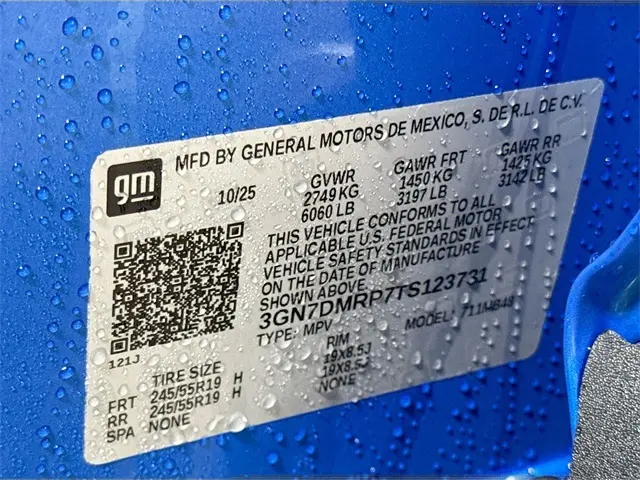 gm
MFD BY GENERAL MOTORS DE MEXICO, S. DE R.L. DE C.V.
10/25 GVWR GAWR FRT GAWR RR
2749 KG 1450 KG 1425 KG
6060 LB 3197 LB 3142 LB
THIS VEHICLE CONFORMS TO ALL
APPLICABLE U.S. FEDERAL MOTOR
VEHICLE SAFETY STANDARDS IN EFFECT
ON THE DATE OF MANUFACTURE
SHOWN ABOVE.
3GN7DMRP7TS123731
TYPE: MPV MODEL: 711MB48
121J
TIRE SIZE RIM
FRT 245/55R19 H 19X8.5J
RR 245/55R19 H 19X8.5J
SPA NONE NONE